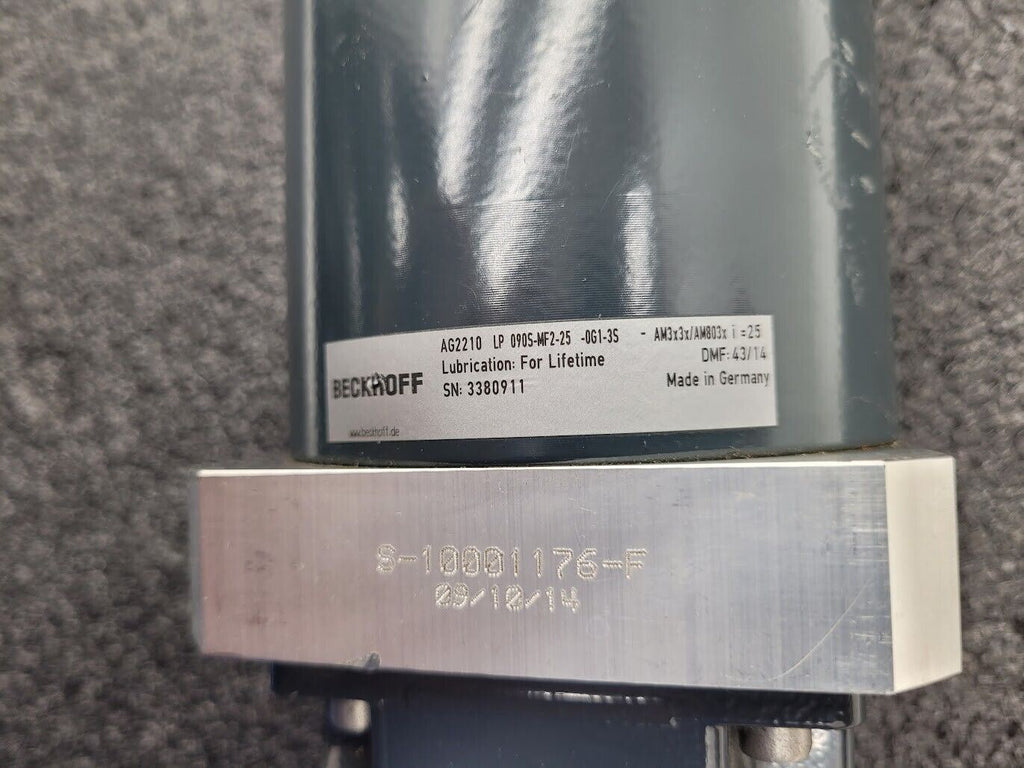 AG2210 LP 090S-MF2-25 -0G1-3S - AM3x3x/AM803x i =25
Lubrication: For Lifetime DMF: 43/14
BECKHOFF SN: 3380911 Made in Germany
www.beckhoff.de
S-10001176-F
09/10/14